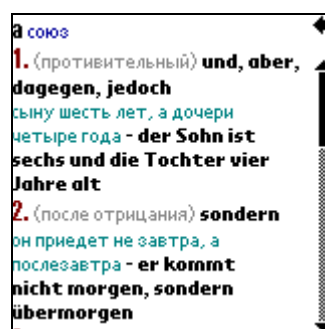 а союз
1. (противительный) und, aber,
dagegen, jedoch
сыну шесть лет, а дочери
четыре года - der Sohn ist
sechs und die Tochter vier
Jahre alt
2. (после отрицания) sondern
он приедет не завтра, а
послезавтра - er kommt
nicht morgen, sondern
übermorgen